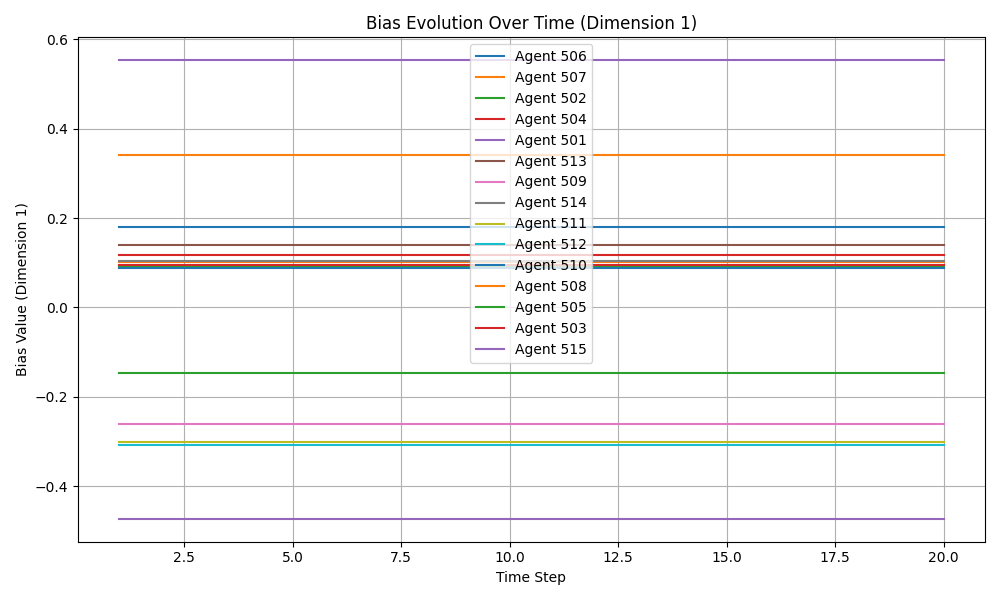 Bias Evolution Over Time (Dimension 1)
Bias Value (Dimension 1)
0.6
0.4
0.2
0.0
−0.2
−0.4
Agent 506
Agent 507
Agent 502
Agent 504
Agent 501
Agent 513
Agent 509
Agent 514
Agent 511
Agent 512
Agent 510
Agent 508
Agent 505
Agent 503
Agent 515
2.5 5.0 7.5 10.0 12.5 15.0 17.5 20.0
Time Step